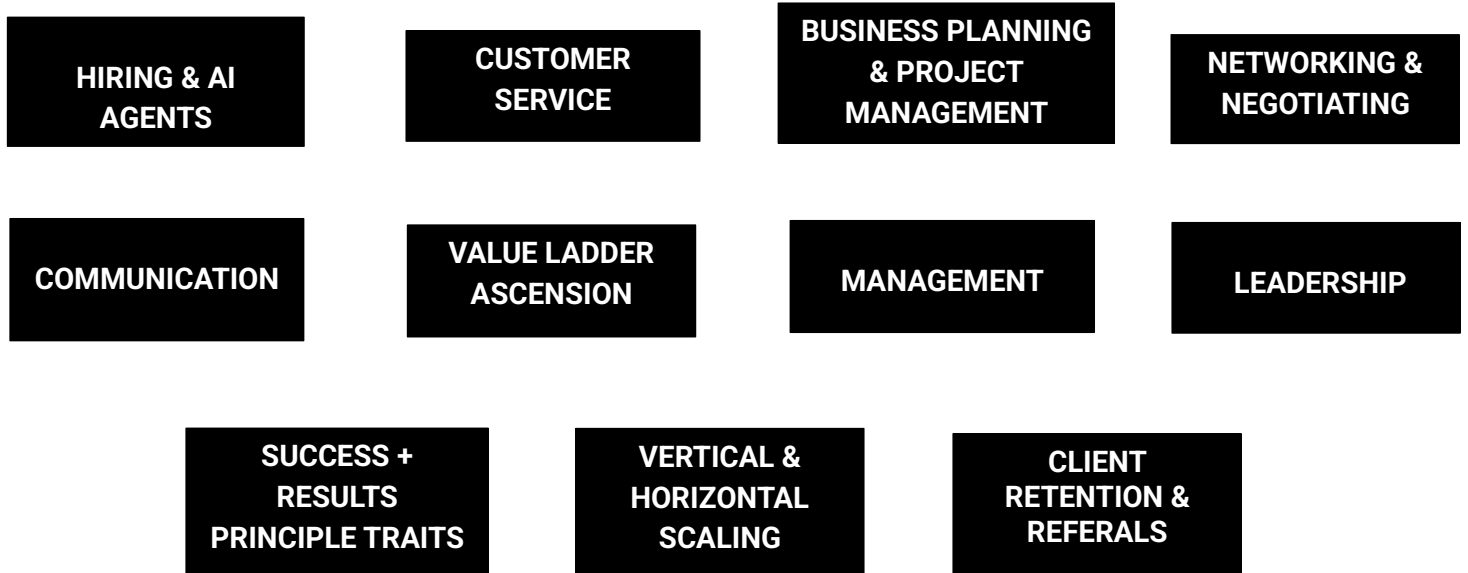 HIRING & AI
AGENTS
CUSTOMER
SERVICE
BUSINESS PLANNING
& PROJECT
MANAGEMENT
NETWORKING &
NEGOTIATING
COMMUNICATION
VALUE LADDER
ASCENSION
MANAGEMENT
LEADERSHIP
SUCCESS +
RESULTS
PRINCIPLE TRAITS
VERTICAL &
HORIZONTAL
SCALING
CLIENT
RETENTION &
REFERALS